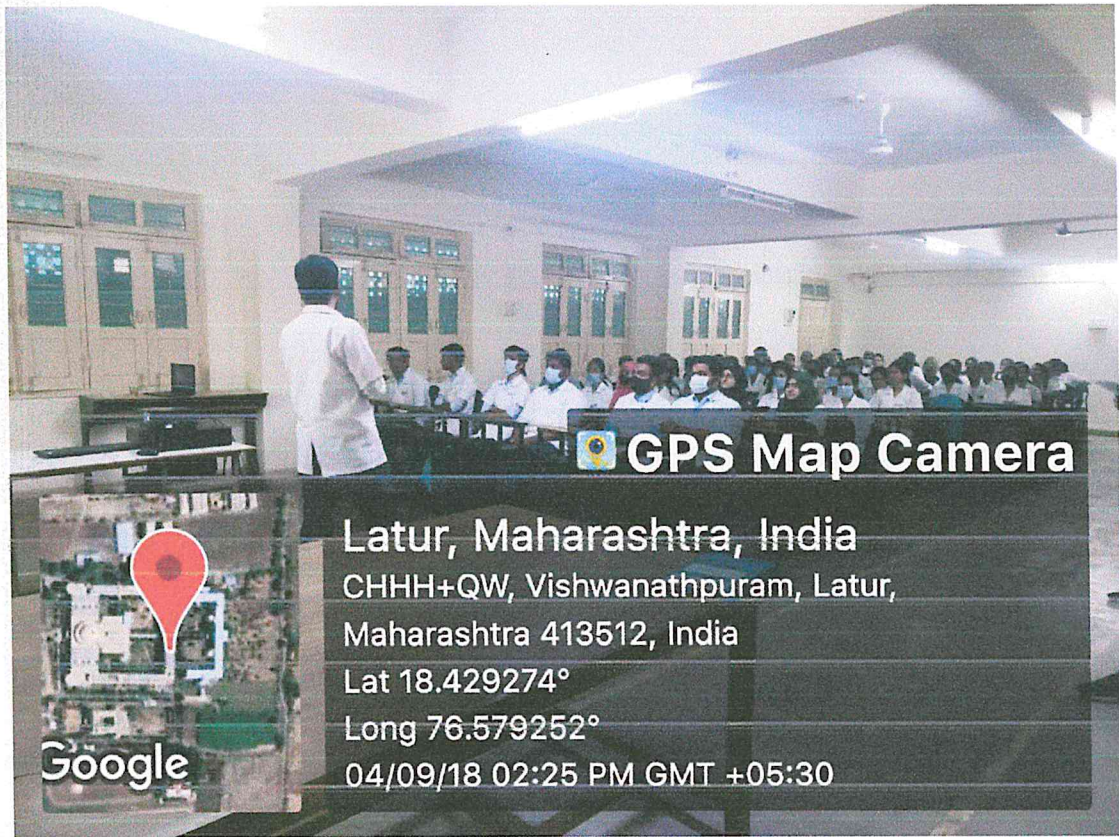 GPS Map Camera
Latur, Maharashtra, India
CHHH+QW, Vishwanathpuram, Latur,
Maharashtra 413512, India
Lat 18.429274°
Long 76.579252°
04/09/18 02:25 PM GMT +05:30
Google